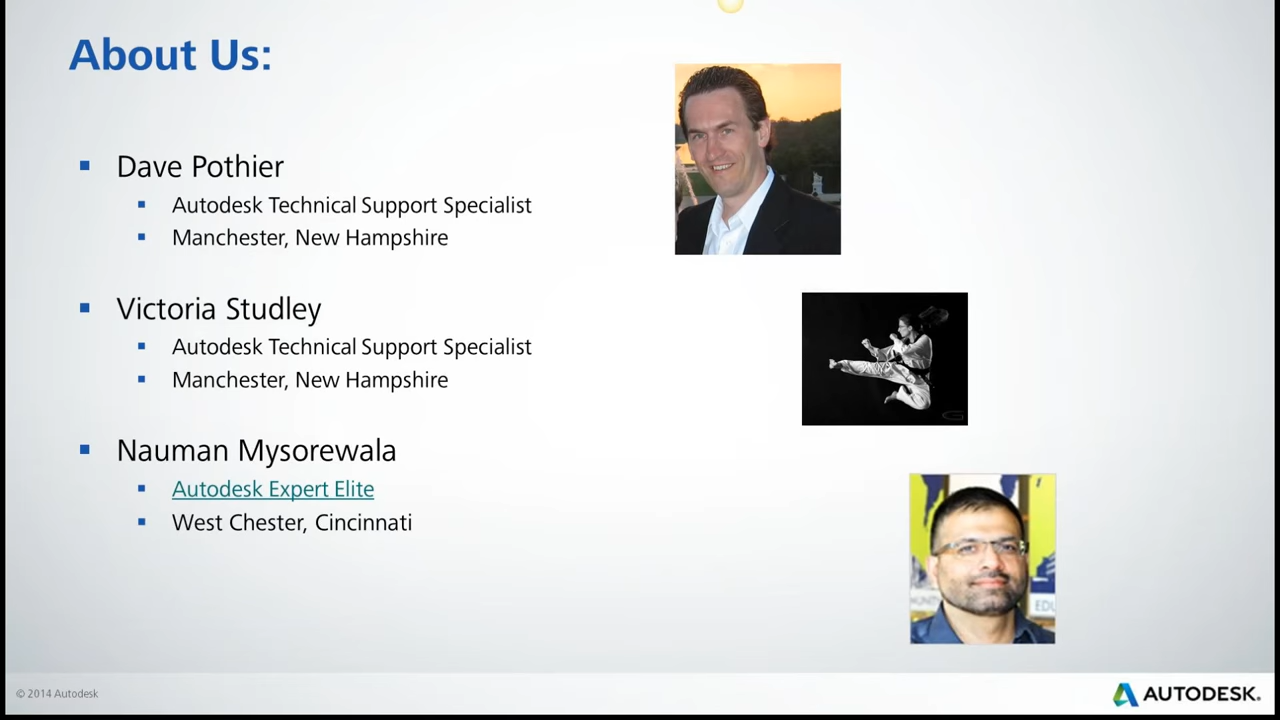 About Us:
Dave Pothier
Autodesk Technical Support Specialist
Manchester, New Hampshire
Victoria Studley
Autodesk Technical Support Specialist
Manchester, New Hampshire
Nauman Mysorewala
Autodesk Expert Elite
West Chester, Cincinnati
EDU
© 2014 Autodesk
AUTODESK.